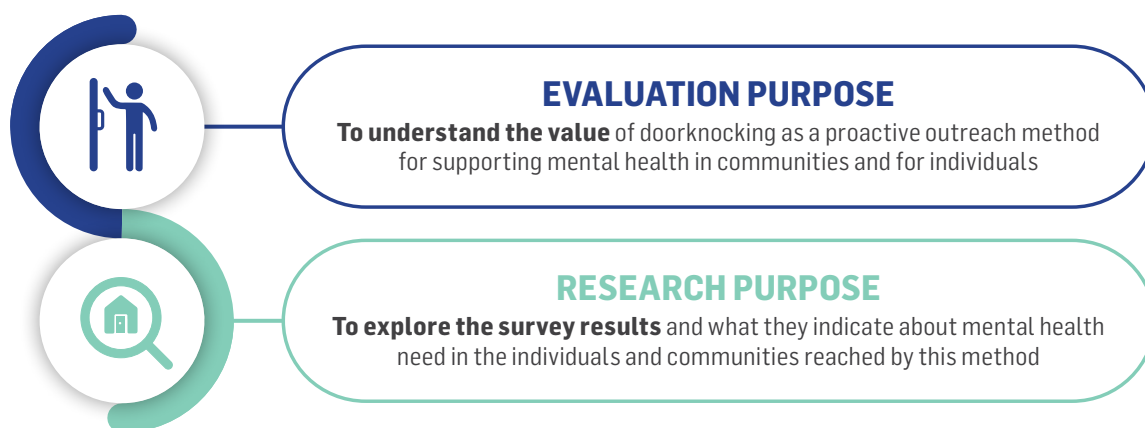 EVALUATION PURPOSE
To understand the value of doorknocking as a proactive outreach method
for supporting mental health in communities and for individuals
RESEARCH PURPOSE
To explore the survey results and what they indicate about mental health
need in the individuals and communities reached by this method